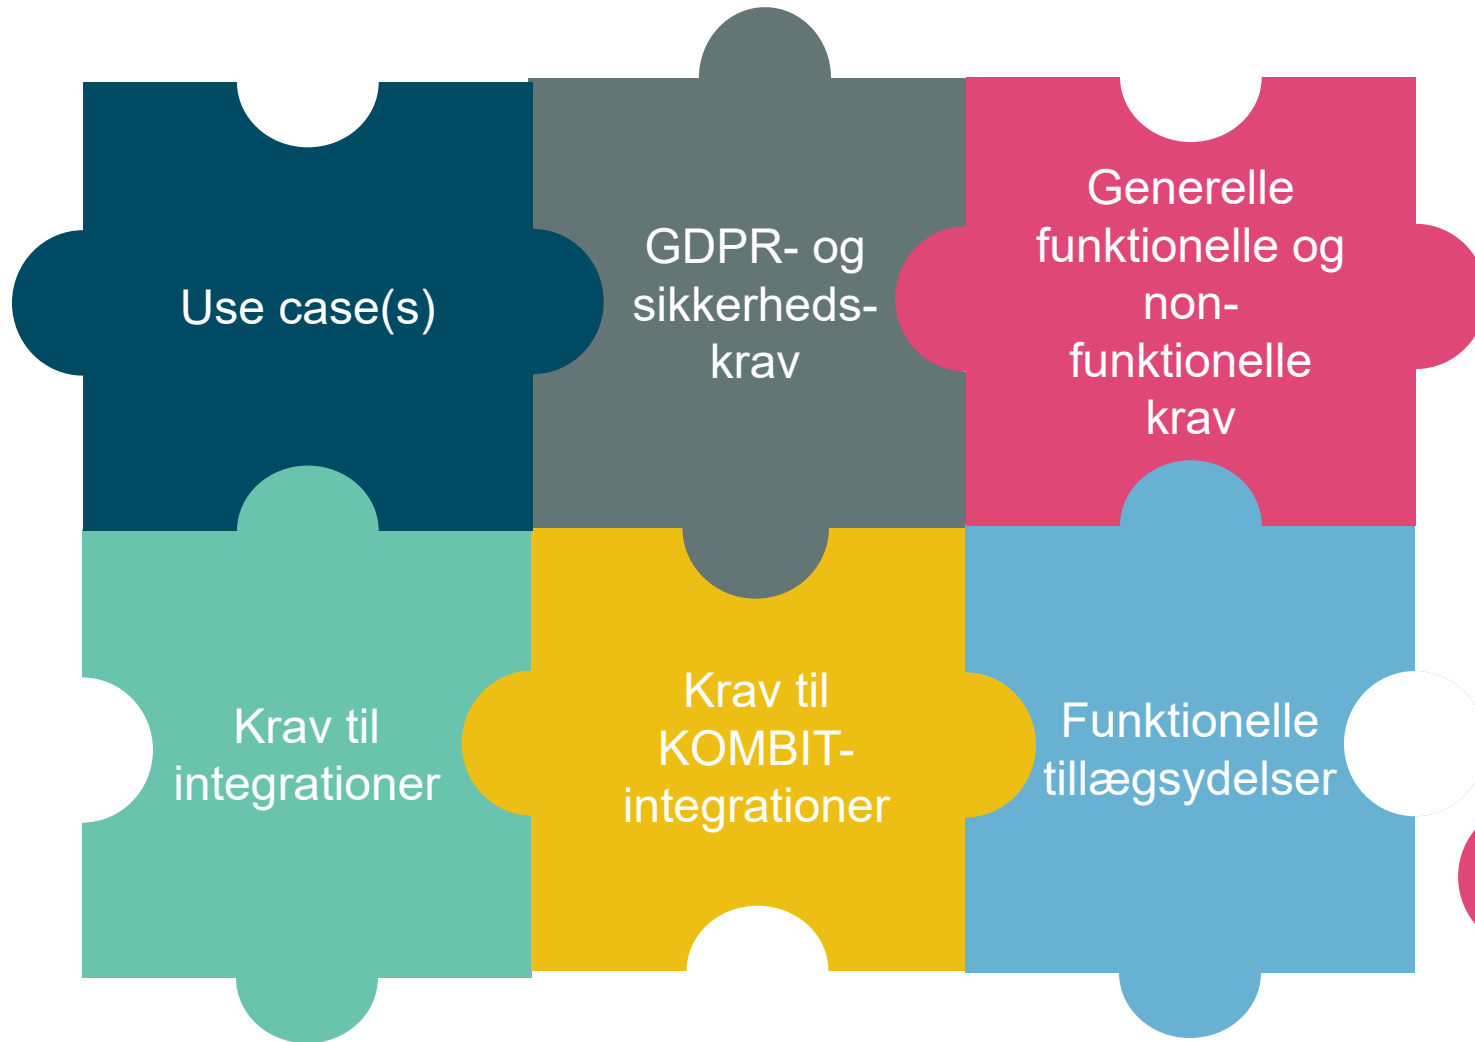 Use case(s)
GDPR- og
sikkerheds-
krav
Generelle
funktionelle og
non-
funktionelle
krav
Krav til
integrationer
Krav til
KOMBIT-
integrationer
Funktionelle
tillægsydelser